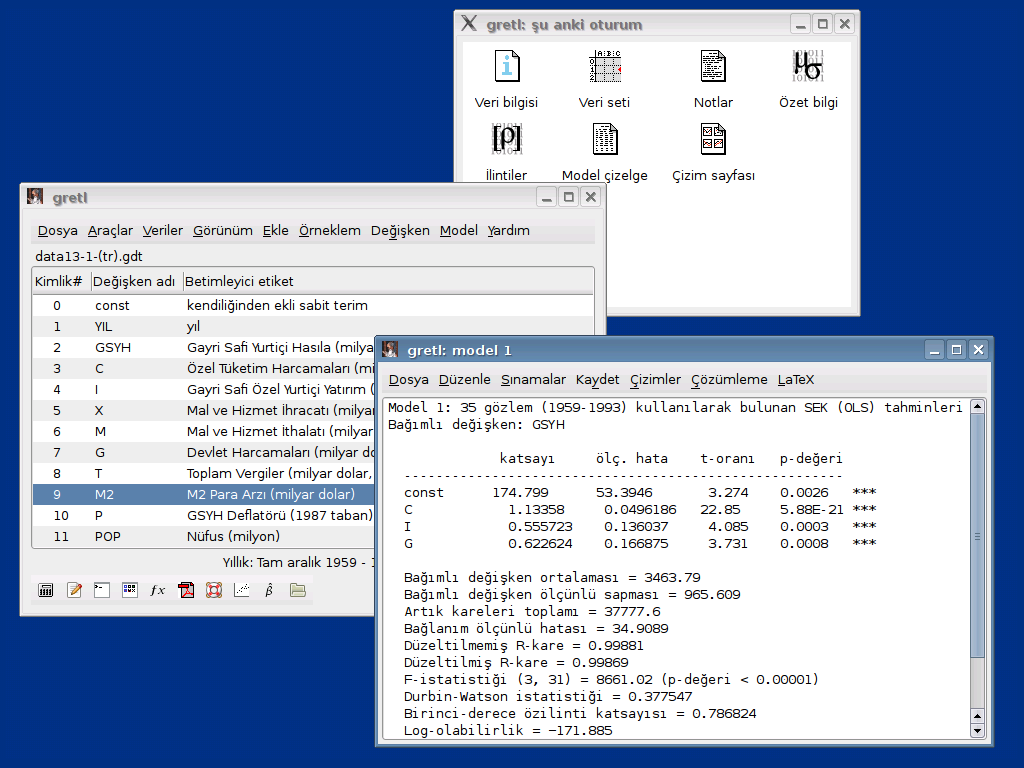 gretl: şu anki oturum
Veri bilgisi
Veri seti
Notlar
Özet bilgi
İlintiler
Model çizelge
Çizim sayfası
gretl
Dosya Araçlar Veriler Görünüm Ekle Örneklem Değişken Model Yardım
data13-1-(tr).gdt
Kimlik# Değişken adı Betimleyici etiket
0 const kendiliğinden ekli sabit terim
1 YIL yıl
2 GSYH Gayri Safi Yurtiçi Hasıla (milya
3 C Özel Tüketim Harcamaları (mi
4 I Gayri Safi Özel Yurtiçi Yatırım (
5 X Mal ve Hizmet İhracatı (milyar
6 M Mal ve Hizmet İthalatı (milyar
7 G Devlet Harcamaları (milyar do
8 T Toplam Vergiler (milyar dolar,
9 M2 M2 Para Arzı (milyar dolar)
10 P GSYH Deflatörü (1987 taban)
11 POP Nüfus (milyon)
Yıllık: Tam aralık 1959 - 1
gretl: model 1
Dosya Düzenle Sınamalar Kaydet Çizimler Çözümleme LaTeX
Model 1: 35 gözlem (1959-1993) kullanılarak bulunan SEK (OLS) tahminleri
Bağımlı değişken: GSYH
katsayı ölç. hata t-oranı p-değeri
const 174.799 53.3946 3.274 0.0026 ***
C 1.13358 0.0496186 22.85 5.88E-21 ***
I 0.555723 0.136037 4.085 0.0003 ***
G 0.622624 0.166875 3.731 0.0008 ***
Bağımlı değişken ortalaması = 3463.79
Bağımlı değişken ölçünlü sapması = 965.609
Artık kareleri toplamı = 37777.6
Bağlanım ölçünlü hatası = 34.9089
Düzeltilmemiş R-kare = 0.99881
Düzeltilmiş R-kare = 0.99869
F-istatistiği (3, 31) = 8661.02 (p-değeri < 0.00001)
Durbin-Watson istatistiği = 0.377547
Birinci-derece özilinti katsayısı = 0.786824
Log-olabilirlik = -171.885